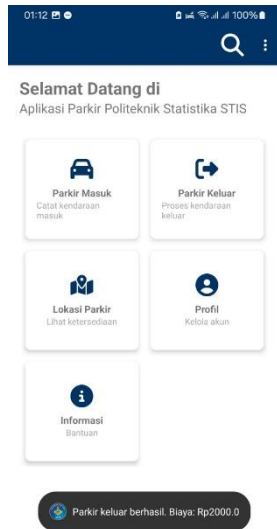 01:12 100%
Selamat Datang di
Aplikasi Parkir Politeknik Statistika STIS
Parkir Masuk
Catat kendaraan
masuk
Parkir Keluar
Proses kendaraan
keluar
Lokasi Parkir
Lihat ketersediaan
Profil
Kelola akun
Informasi
Bantuan
Parkir keluar berhasil. Biaya: Rp2000.0